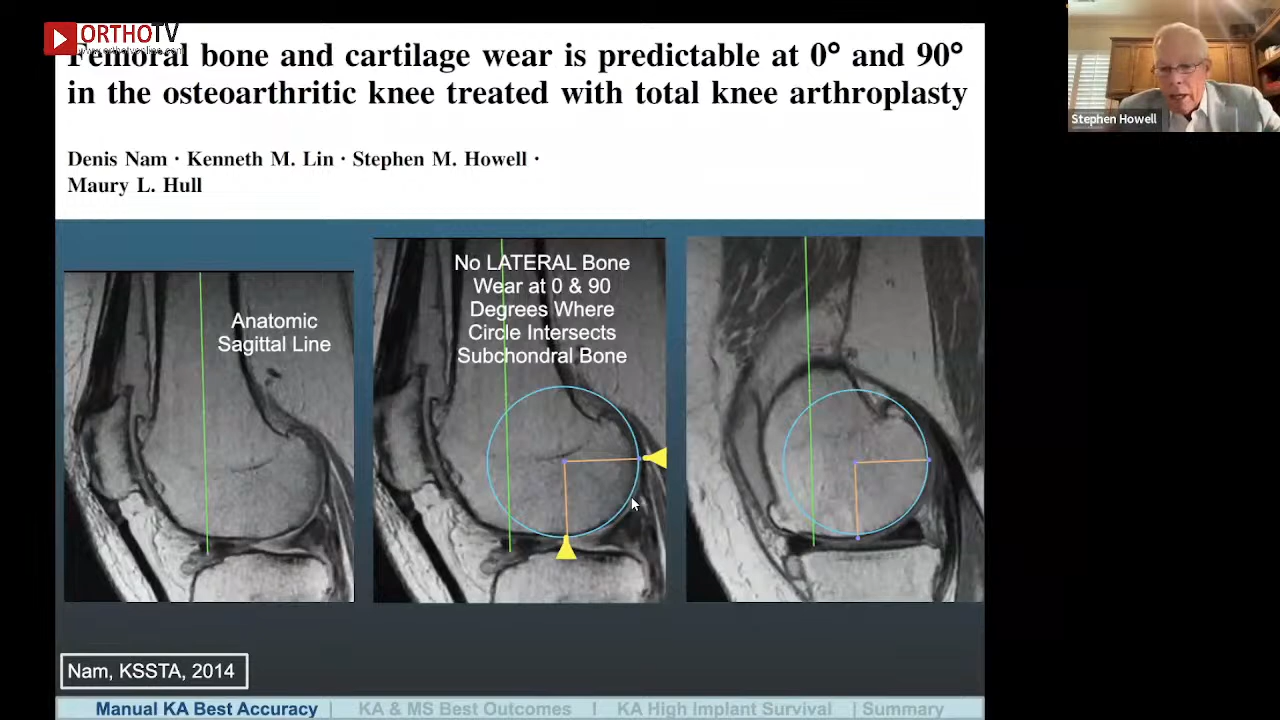 ORTHOTV
www.orthotvonline.com
Femoral bone and cartilage wear is predictable at 0° and 90°
in the osteoarthritic knee treated with total knee arthroplasty
Denis Nam · Kenneth M. Lin · Stephen M. Howell ·
Maury L. Hull
Stephen Howell
Anatomic
Sagittal Line
No LATERAL Bone
Wear at 0 & 90
Degrees Where
Circle Intersects
Subchondral Bone
Nam, KSSTA, 2014
Manual KA Best Accuracy | KA & MS Best Outcomes I KA High Implant Survival | Summary